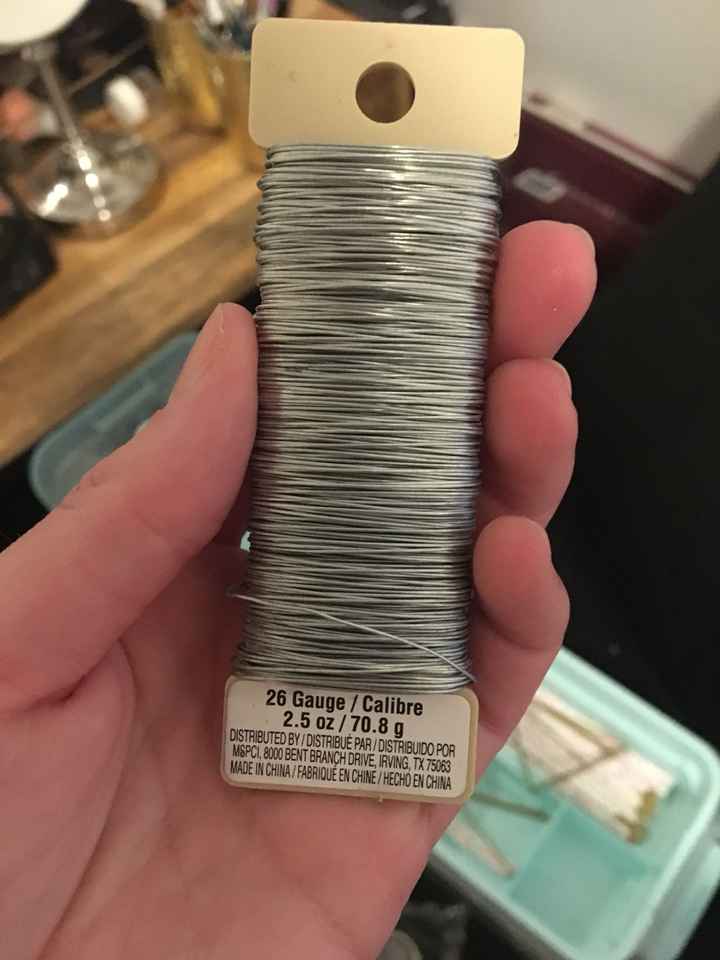 26 Gauge / Calibre
2.5 oz / 70.8 g
DISTRIBUTED BY / DISTRIBUÉ PAR / DISTRIBUIDO POR
M&PCI, 8000 BENT BRANCH DRIVE, IRVING, TX 75063
MADE IN CHINA / FABRIQUÉ EN CHINE / HECHO EN CHINA